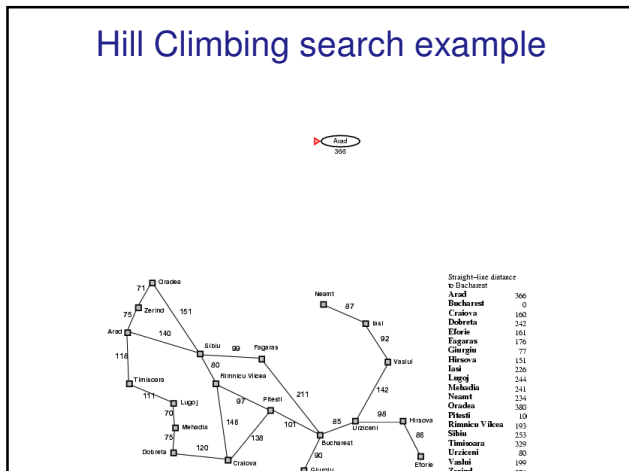 Hill Climbing search example
Arad
366
Oradea
71
Neamt
87
Zerind
75
151
Iasi
Arad
140
92
Sibiu
99
Fagaras
118
80
Vaslui
Rimnicu Vilcea
Timisoara
111
97
211
142
Lugoj
Pitesti
70
146
85
98
Hirsova
Mehadia
101
Urziceni
75
138
86
120
Bucharest
Dobreta
90
Craiova
Eforie
Giurgiu
Straight–line distance
to Bucharest
Arad 366
Bucharest 0
Craiova 160
Dobreta 242
Eforie 161
Fagaras 176
Giurgiu 77
Hirsova 151
Iasi 226
Lugoj 244
Mehadia 241
Neamt 234
Oradea 380
Pitesti 10
Rimnicu Vilcea 193
Sibiu 253
Timisoara 329
Urziceni 80
Vaslui 199
Zerind